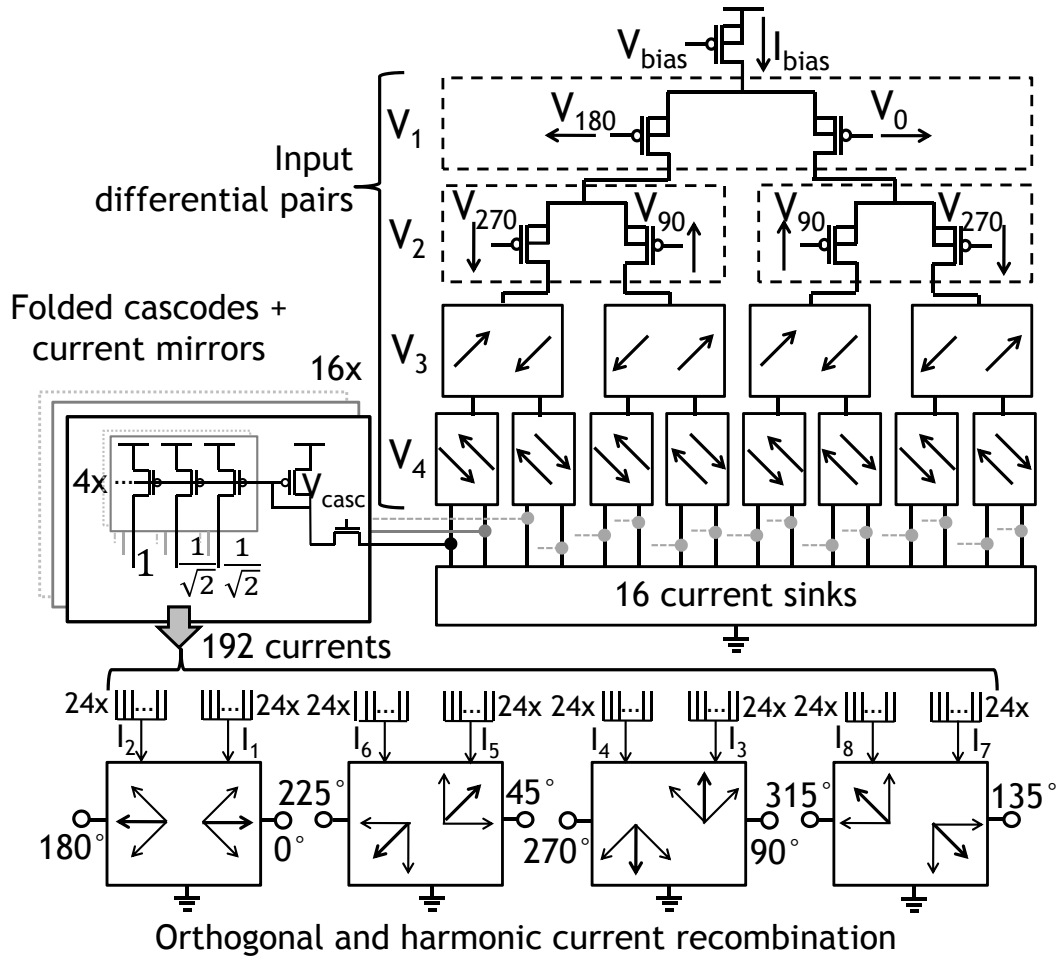 V_bias I_bias
V_1 V_180 V_0
Input
differential pairs
V_2 V_270 V_90 V_90 V_270
Folded cascodes +
current mirrors
V_3
16x
V_4
4x ... V_casc
1 1/√2 1/√2
16 current sinks
192 currents
24x ... ... 24x 24x ... ... 24x 24x ... ... 24x 24x ... ... 24x
I_2 I_1 I_6 I_5 I_4 I_3 I_8 I_7
180° 0° 225° 45° 270° 90° 315° 135°
Orthogonal and harmonic current recombination